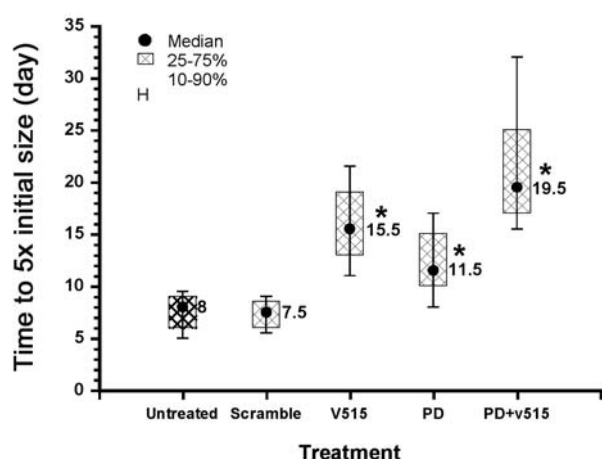 35
30
25
20
15
10
5
0
Time to 5x initial size (day)
Median
25-75%
10-90%
H
8
7.5
*
15.5
*
11.5
*
19.5
Untreated
Scramble
V515
PD
PD+v515
Treatment